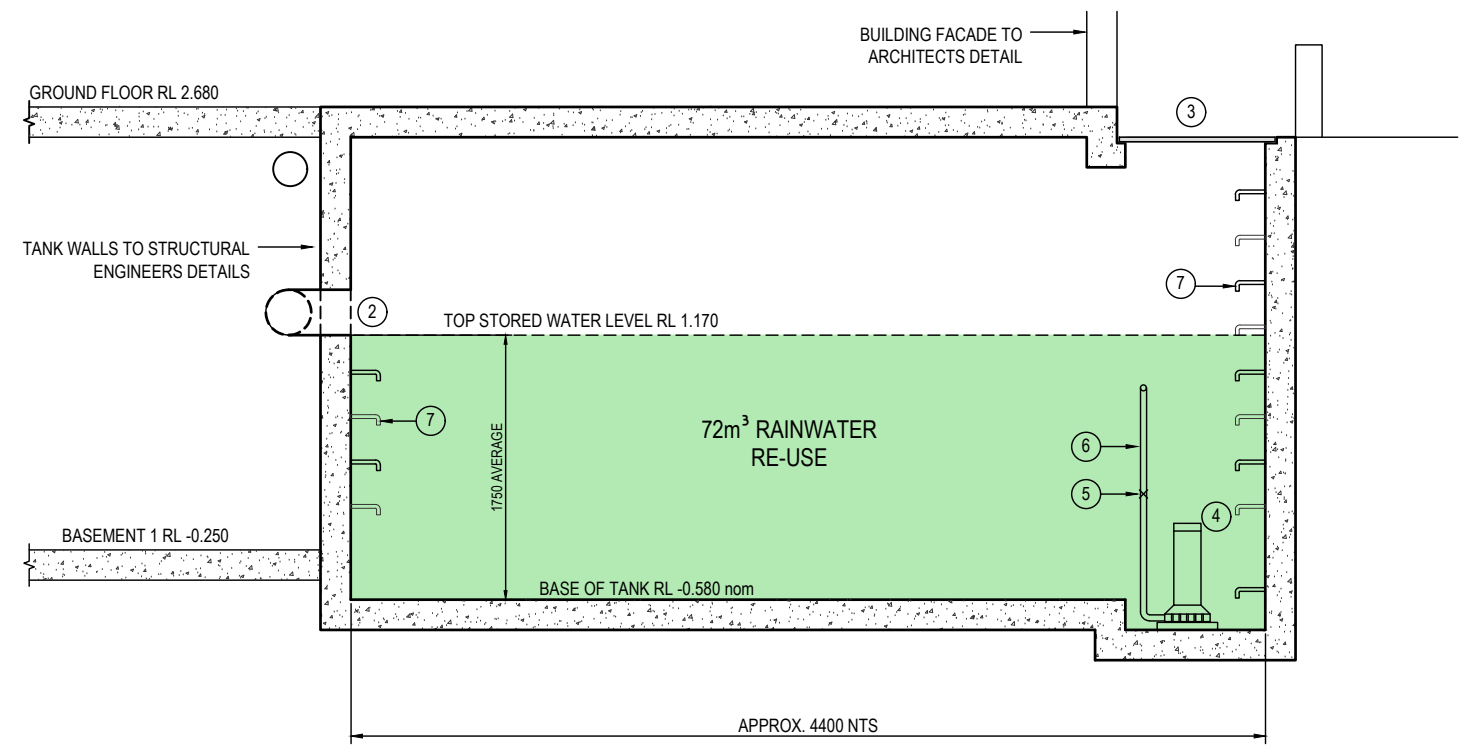 BUILDING FACADE TO
ARCHITECTS DETAIL
GROUND FLOOR RL 2.680
3
TANK WALLS TO STRUCTURAL
ENGINEERS DETAILS
7
2
TOP STORED WATER LEVEL RL 1.170
7
72m³ RAINWATER
RE-USE
1750 AVERAGE
6
5
4
BASEMENT 1 RL -0.250
BASE OF TANK RL -0.580 nom
APPROX. 4400 NTS